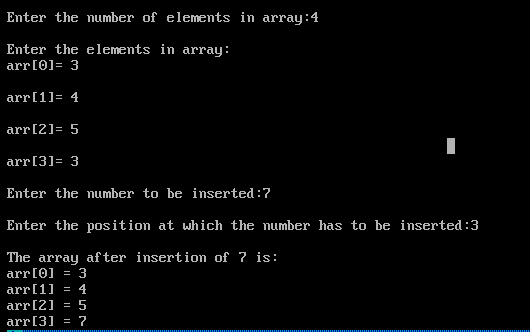 Enter the number of elements in array:4
Enter the elements in array:
arr[0]= 3
arr[1]= 4
arr[2]= 5
arr[3]= 3
Enter the number to be inserted:7
Enter the position at which the number has to be inserted:3
The array after insertion of 7 is:
arr[0] = 3
arr[1] = 4
arr[2] = 5
arr[3] = 7